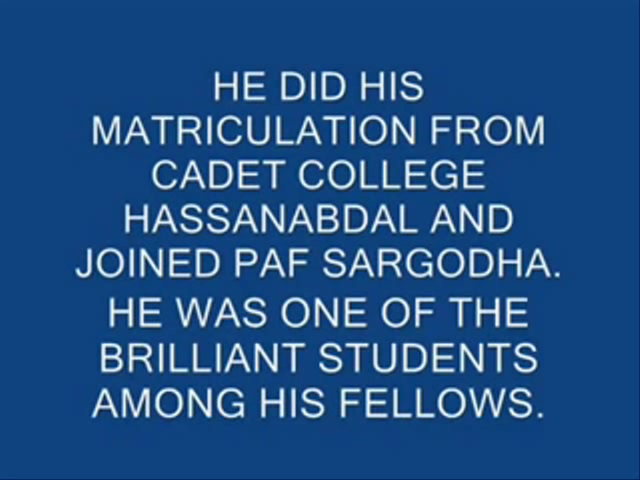 HE DID HIS
MATRICULATION FROM
CADET COLLEGE
HASSANABDAL AND
JOINED PAF SARGODHA.
HE WAS ONE OF THE
BRILLIANT STUDENTS
AMONG HIS FELLOWS.